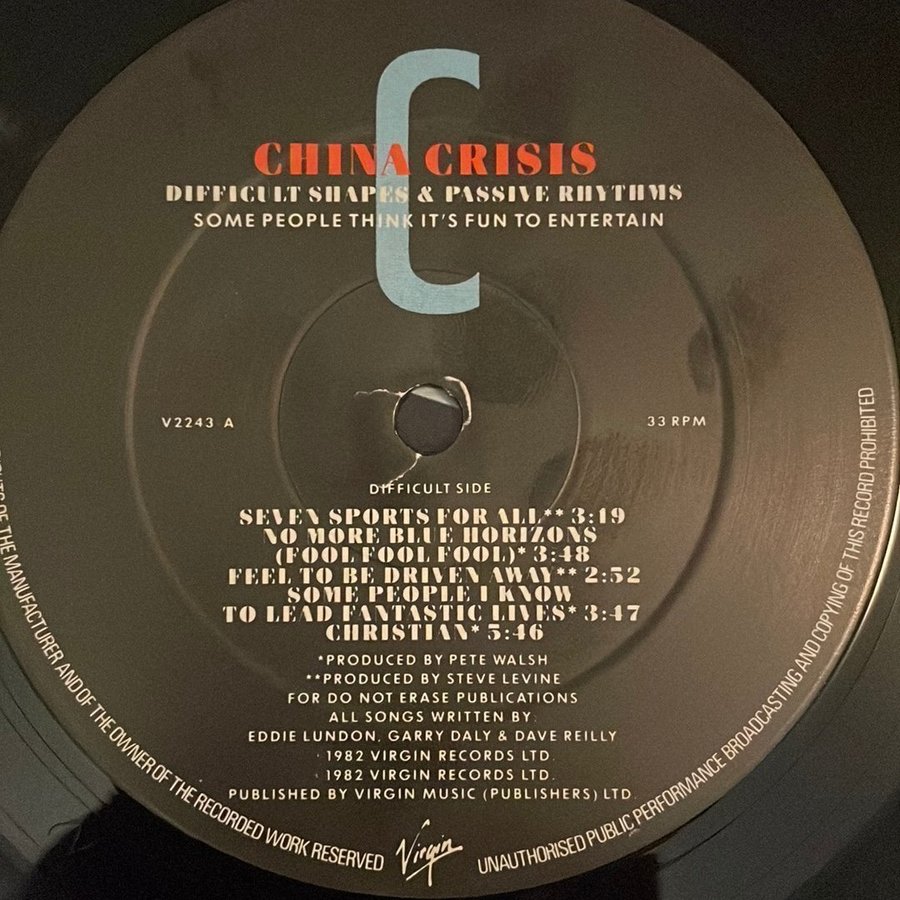 C
CHINA CRISIS
DIFFICULT SHAPES & PASSIVE RHYTHMS
SOME PEOPLE THINK IT'S FUN TO ENTERTAIN
V2243 A
33 RPM
DIFFICULT SIDE
SEVEN SPORTS FOR ALL** 3:19
NO MORE BLUE HORIZONS
(FOOL FOOL FOOL)* 3:48
FEEL TO BE DRIVEN AWAY** 2:52
SOME PEOPLE I KNOW
TO LEAD FANTASTIC LIVES* 3:47
CHRISTIAN* 5:46
*PRODUCED BY PETE WALSH
**PRODUCED BY STEVE LEVINE
FOR DO NOT ERASE PUBLICATIONS
ALL SONGS WRITTEN BY:
EDDIE LUNDON, GARRY DALY & DAVE REILLY
1982 VIRGIN RECORDS LTD.
1982 VIRGIN RECORDS LTD.
PUBLISHED BY VIRGIN MUSIC (PUBLISHERS) LTD.
OF THE MANUFACTURER AND OF THE OWNER OF THE RECORDED WORK RESERVED
Virgin
UNAUTHORISED PUBLIC PERFORMANCE BROADCASTING AND COPYING OF THIS RECORD PROHIBITED